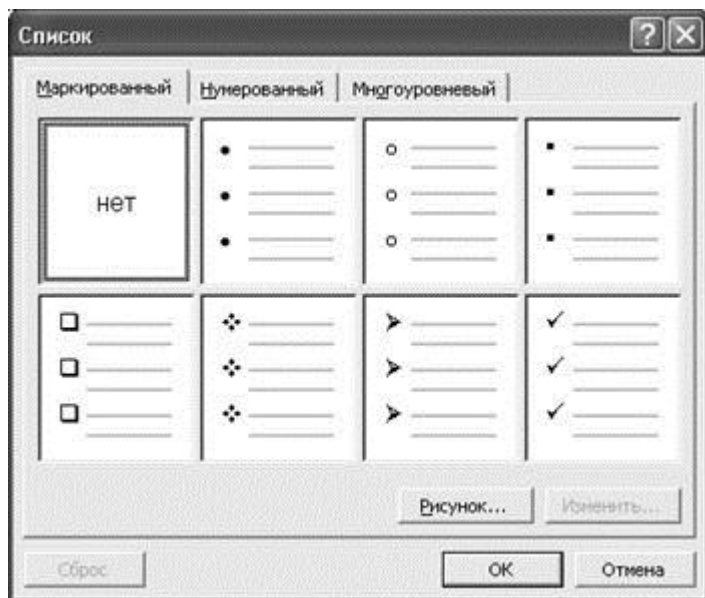 Список
Маркированный Нумерованный Многоуровневый
нет
Рисунок... Изменить...
Сброс ОК Отмена